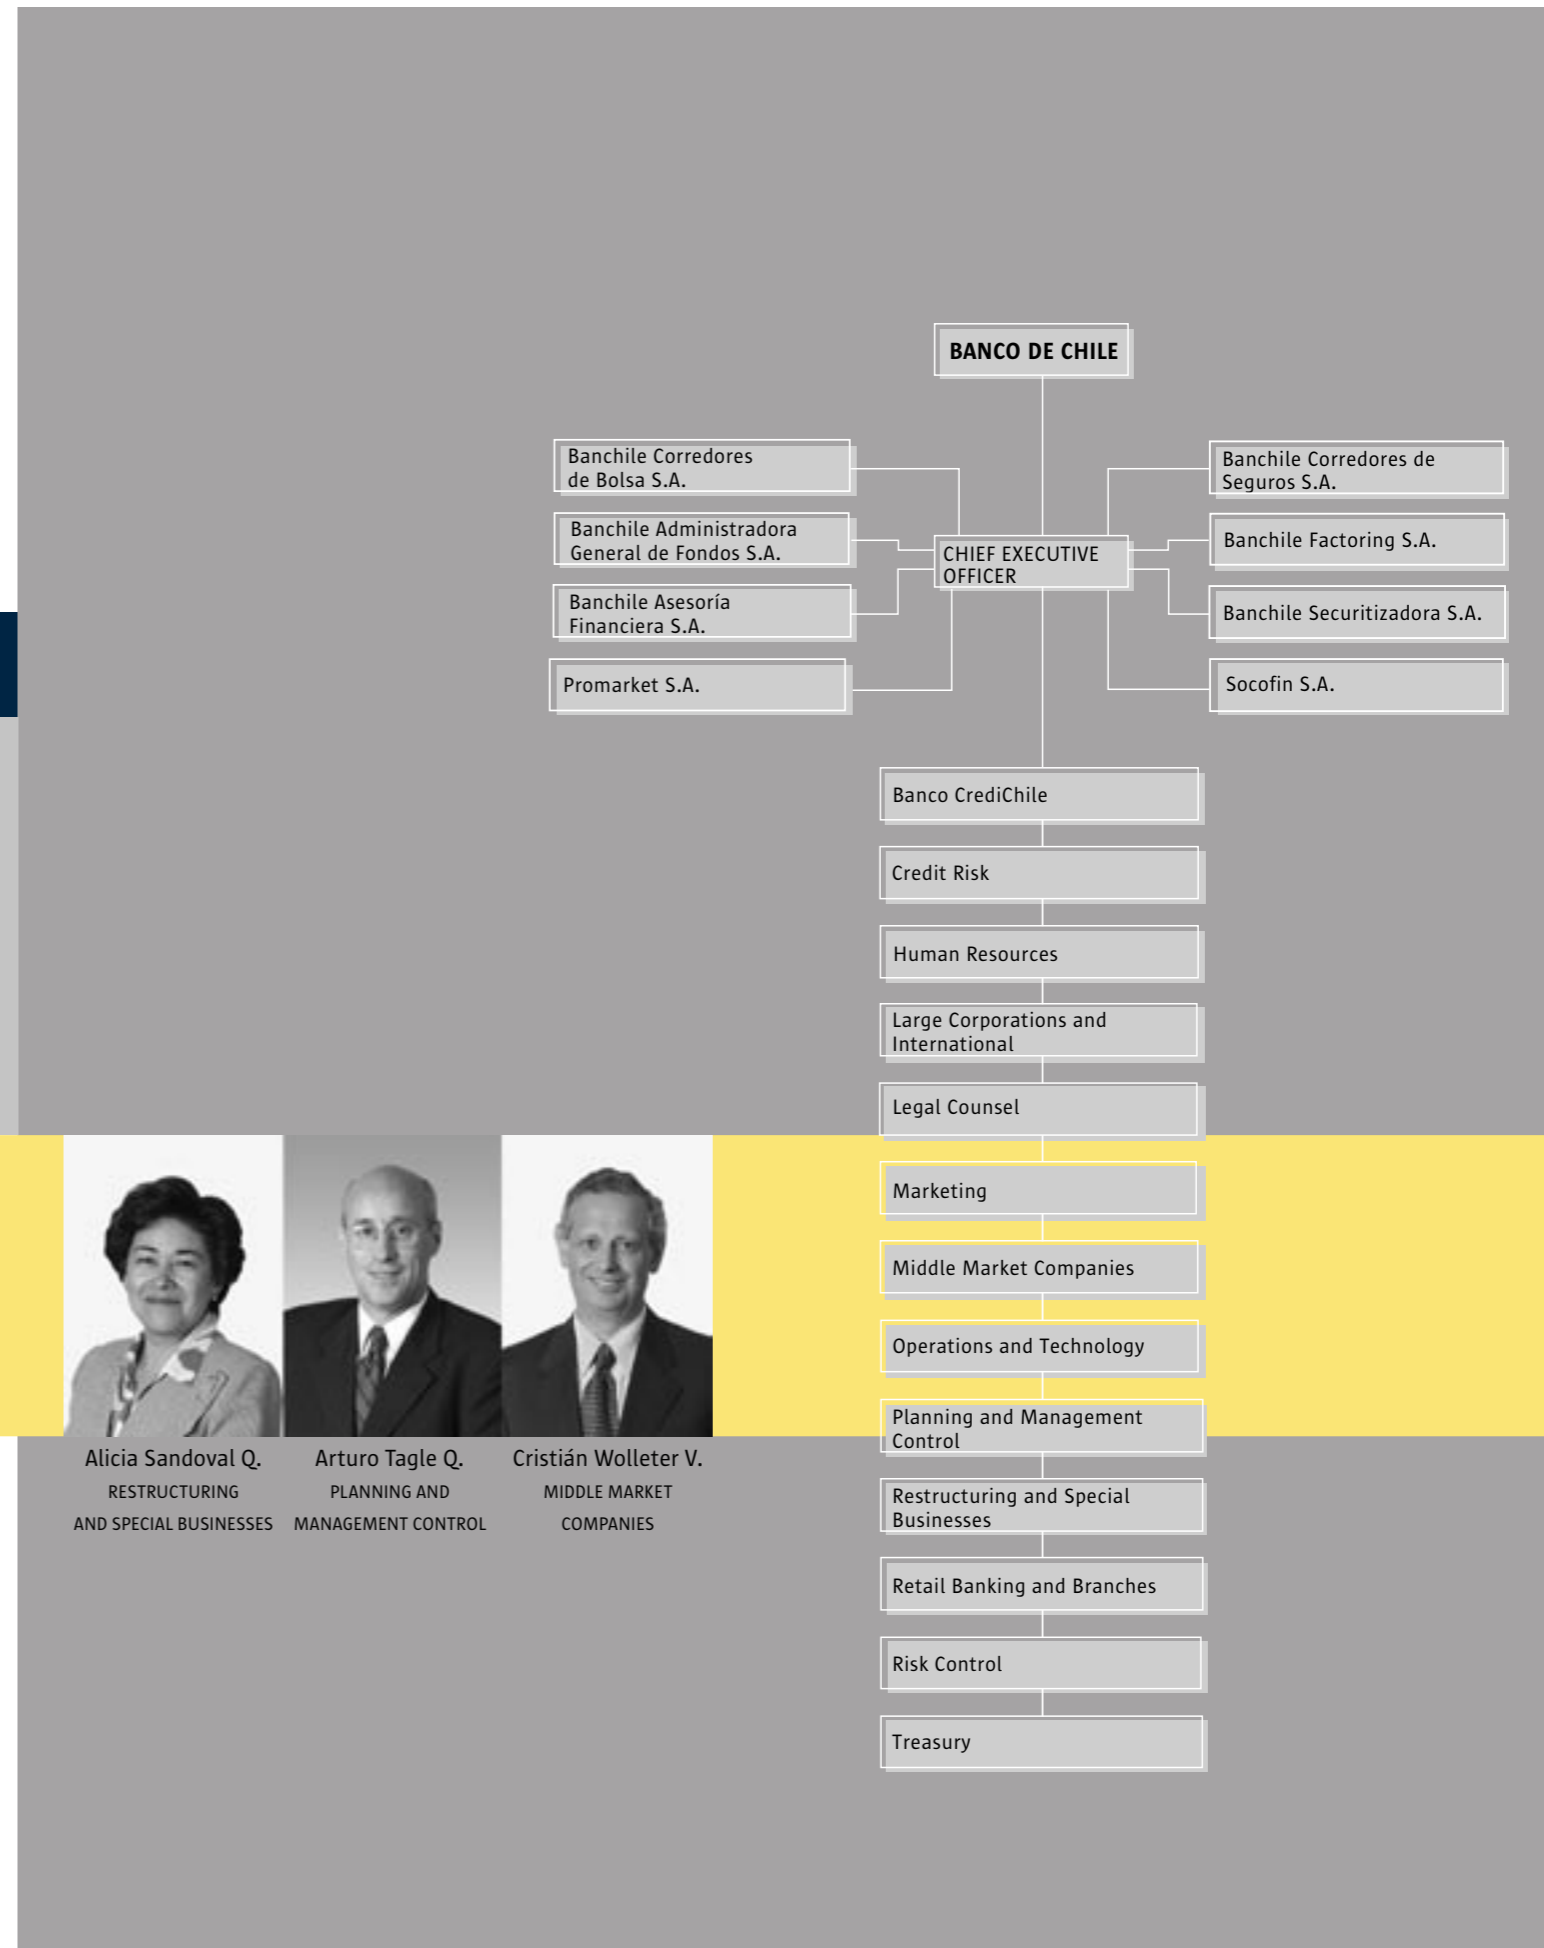 BANCO DE CHILE
Banchile Corredores
de Bolsa S.A.
Banchile Administradora
General de Fondos S.A.
Banchile Asesoría
Financiera S.A.
Promarket S.A.
CHIEF EXECUTIVE
OFFICER
Banchile Corredores de
Seguros S.A.
Banchile Factoring S.A.
Banchile Securitizadora S.A.
Socofin S.A.
Banco CrediChile
Credit Risk
Human Resources
Large Corporations and
International
Legal Counsel
Marketing
Middle Market Companies
Operations and Technology
Planning and Management
Control
Restructuring and Special
Businesses
Retail Banking and Branches
Risk Control
Treasury
Alicia Sandoval Q.
RESTRUCTURING
AND SPECIAL BUSINESSES
Arturo Tagle Q.
PLANNING AND
MANAGEMENT CONTROL
Cristián Wolleter V.
MIDDLE MARKET
COMPANIES